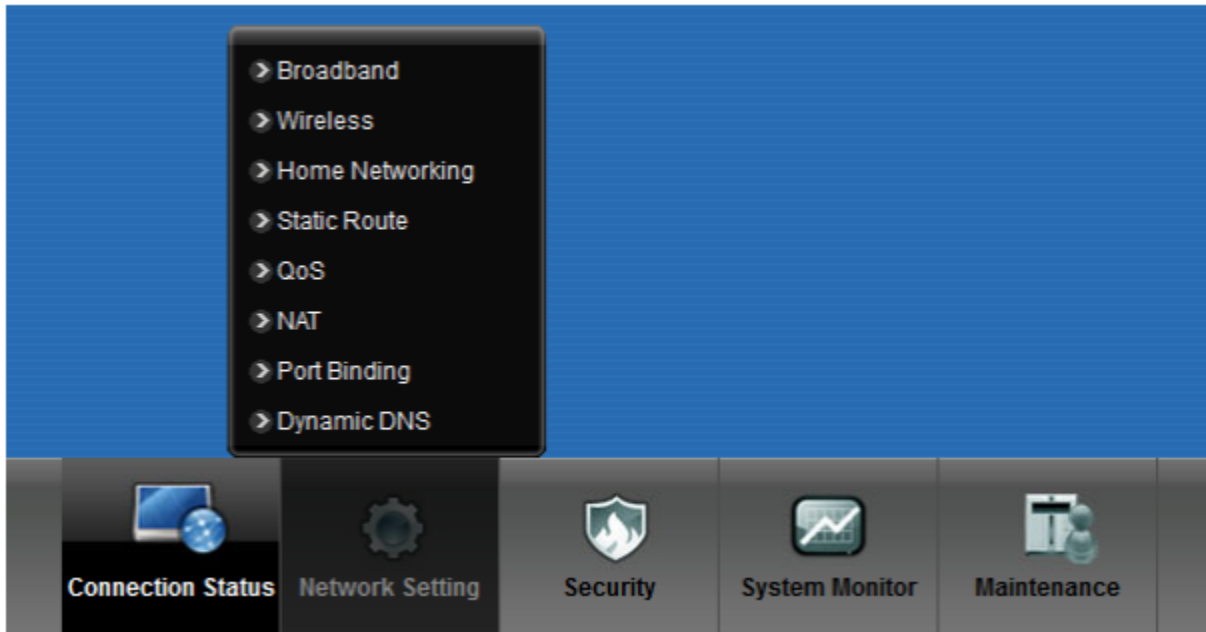 Broadband
Wireless
Home Networking
Static Route
QoS
NAT
Port Binding
Dynamic DNS
Connection Status
Network Setting
Security
System Monitor
Maintenance